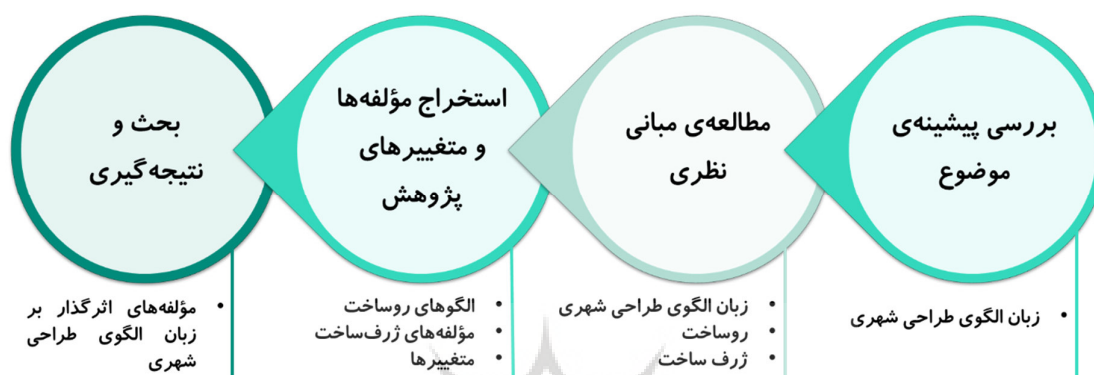 بررسی پیشینه‌ی
موضوع
زبان الگوی طراحی شهری
مطالعه‌ی مبانی
نظری
زبان الگوی طراحی شهری
روساخت
ژرف ساخت
استخراج مؤلفه‌ها
و متغییرهای
پژوهش
الگوهای روساخت
مؤلفه‌های ژرف‌ساخت
متغییرها
بحث و
نتیجه‌گیری
مؤلفه‌های اثرگذار بر
زبان الگوی طراحی
شهری